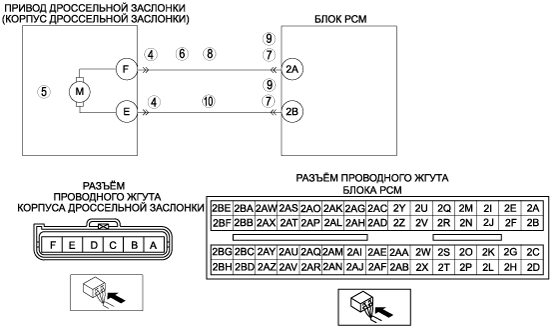 ПРИВОД ДРОССЕЛЬНОЙ ЗАСЛОНКИ
(КОРПУС ДРОССЕЛЬНОЙ ЗАСЛОНКИ)
БЛОК PCM
9
4 6 8 7
F 2A
5 M
9
4 10 7
E 2B
РАЗЪЁМ
ПРОВОДНОГО ЖГУТА
КОРПУСА ДРОССЕЛЬНОЙ ЗАСЛОНКИ
F E D C B A
РАЗЪЁМ ПРОВОДНОГО ЖГУТА
БЛОКА PCM
2BE 2BA 2AW 2AS 2AO 2AK 2AG 2AC 2Y 2U 2Q 2M 2I 2E 2A
2BF 2BB 2AX 2AT 2AP 2AL 2AH 2AD 2Z 2V 2R 2N 2J 2F 2B
2BG 2BC 2AY 2AU 2AQ 2AM 2AI 2AE 2AA 2W 2S 2O 2K 2G 2C
2BH 2BD 2AZ 2AV 2AR 2AN 2AJ 2AF 2AB 2X 2T 2P 2L 2H 2D